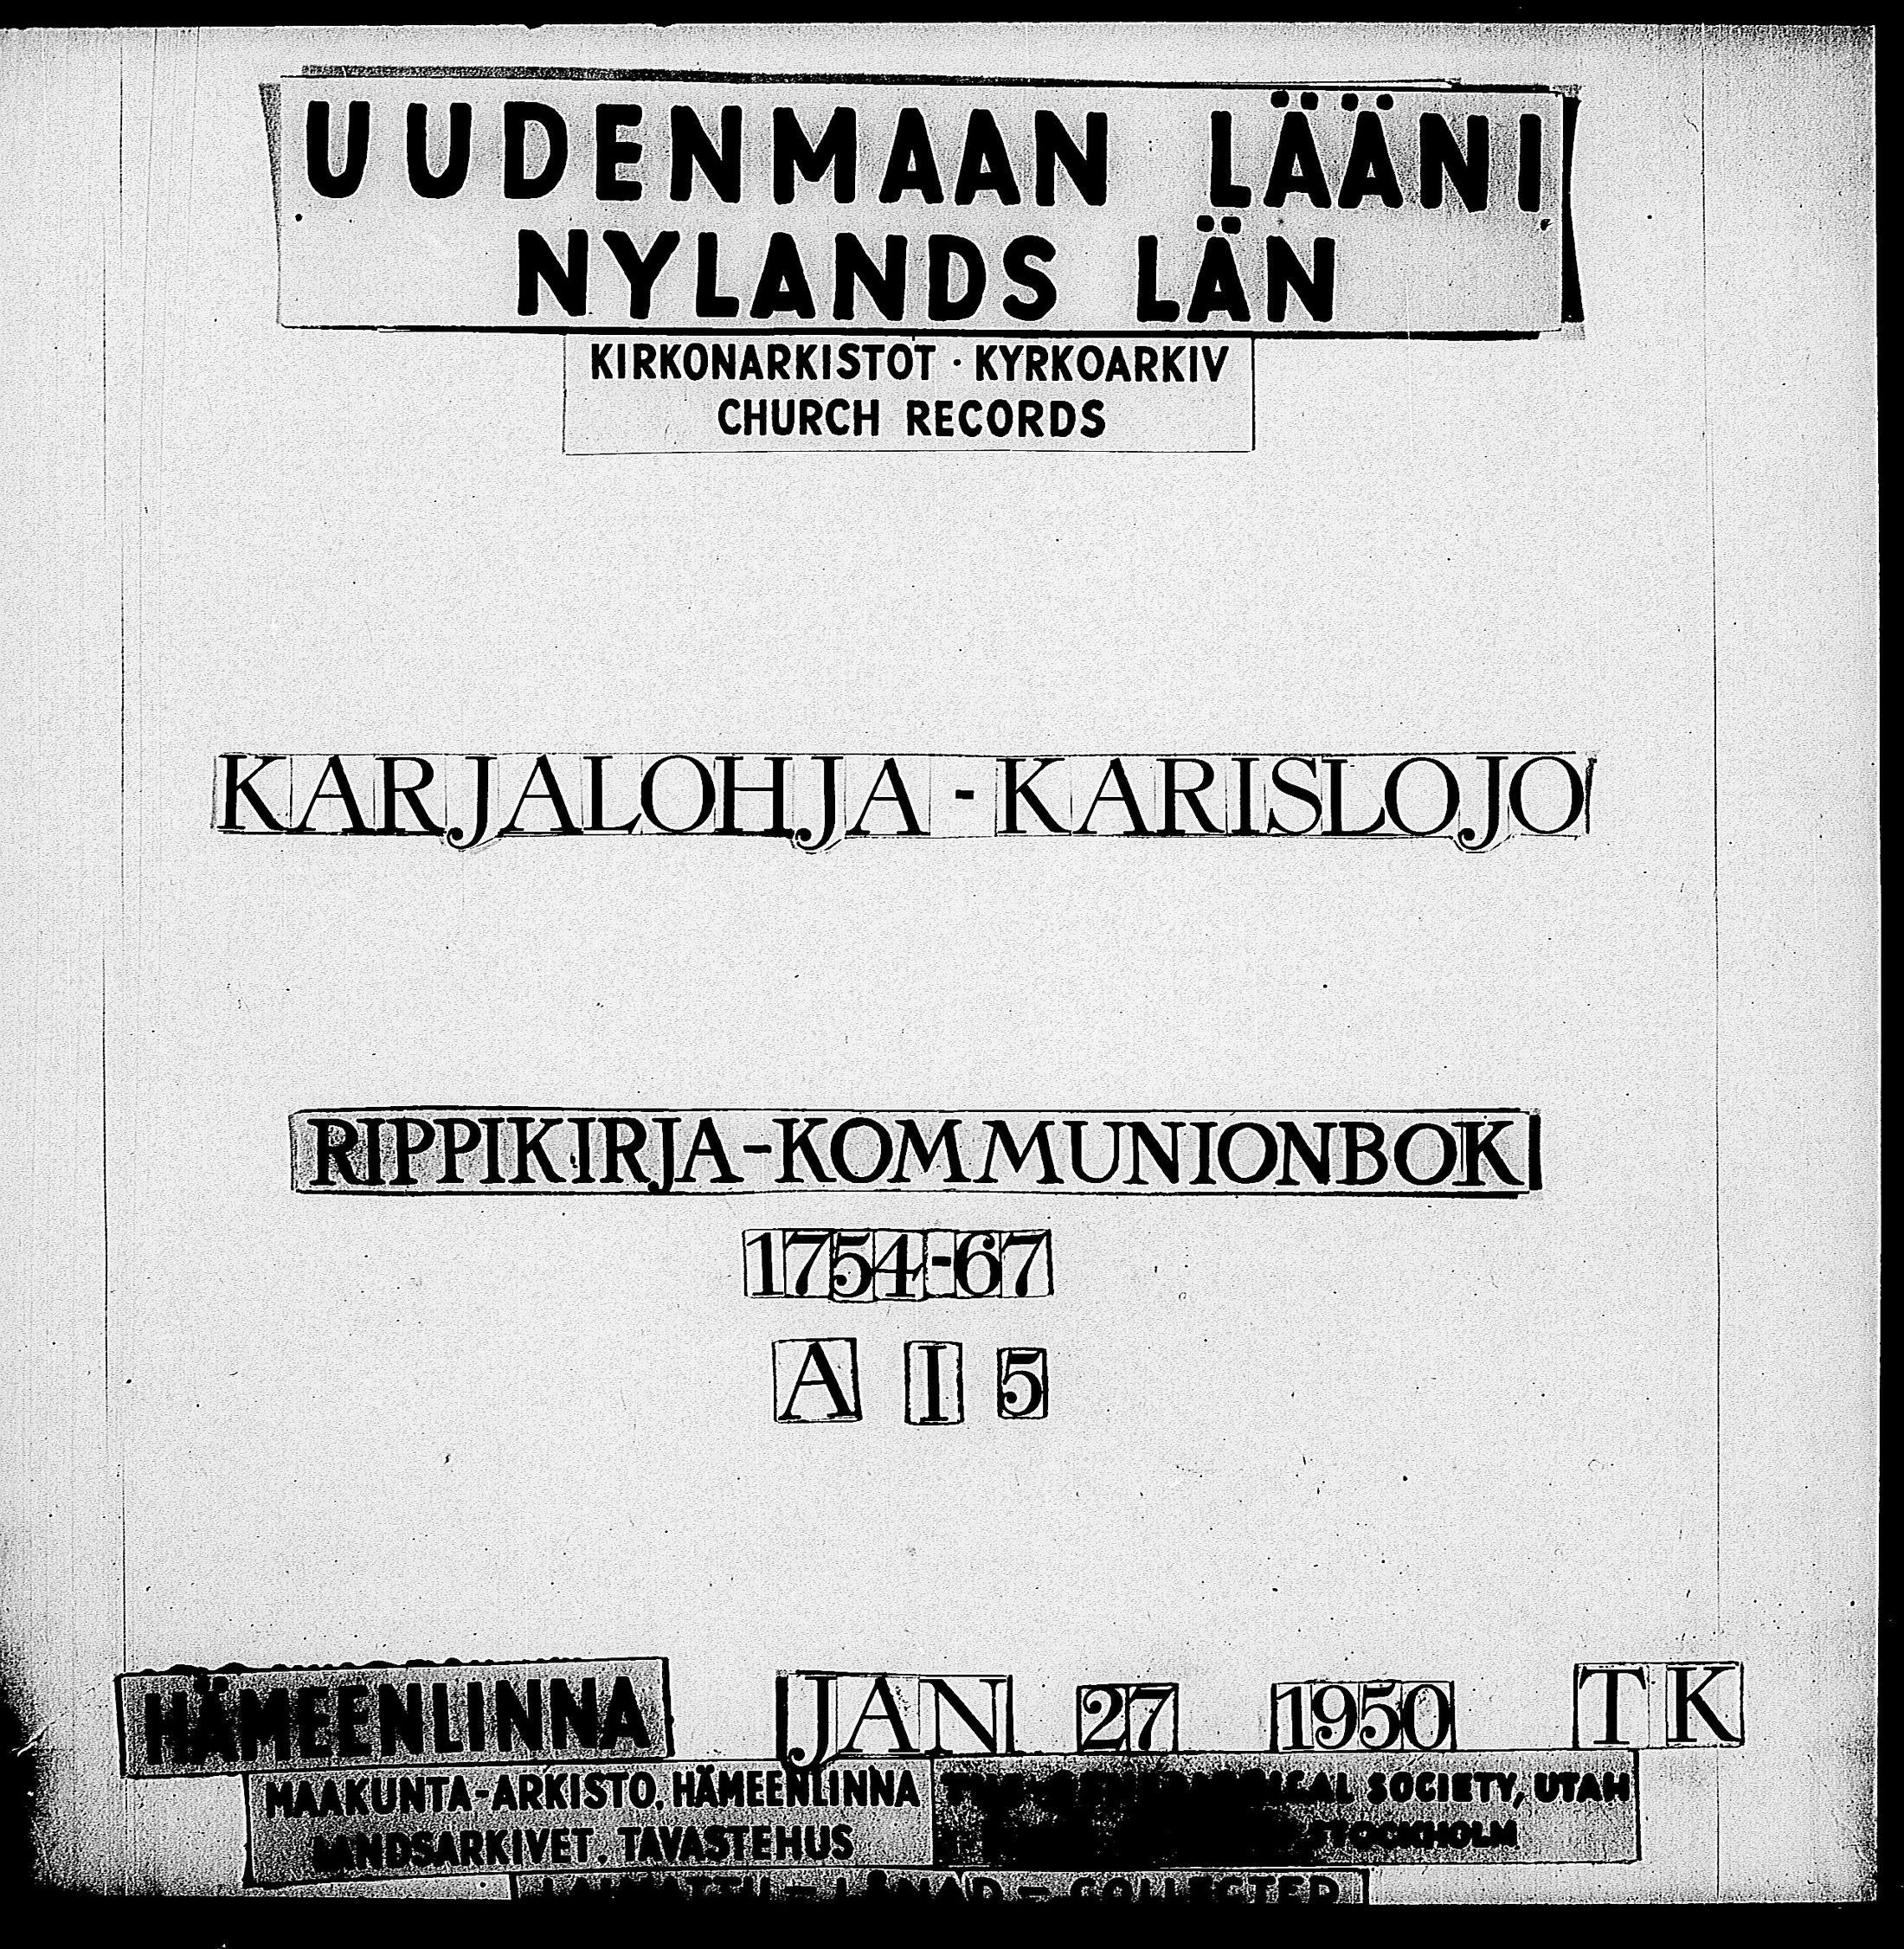 UUDENMAAN LÄÄNI
NYLANDS LÄN
KIRKONARKISTOT · KYRKOARKIV
CHURCH RECORDS
KARJALOHJA - KARISLOJO
RIPPIKIRJA-KOMMUNIONBOK
1754-67
A I 5
HÄMEENLINNA JAN 27 1950 TK
MAAKUNTA-ARKISTO, HÄMEENLINNA
LANDSARKIVET, TAVASTEHUS
SOCIETY, UTAH
STOCKHOLM
COLLECTED